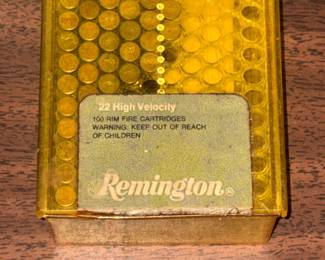 22 High Velocity
100 RIM FIRE CARTRIDGES
WARNING: KEEP OUT OF REACH
OF CHILDREN
Remington®